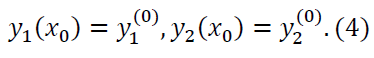 y₁(x₀) = y₁⁽⁰⁾, y₂(x₀) = y₂⁽⁰⁾. (4)